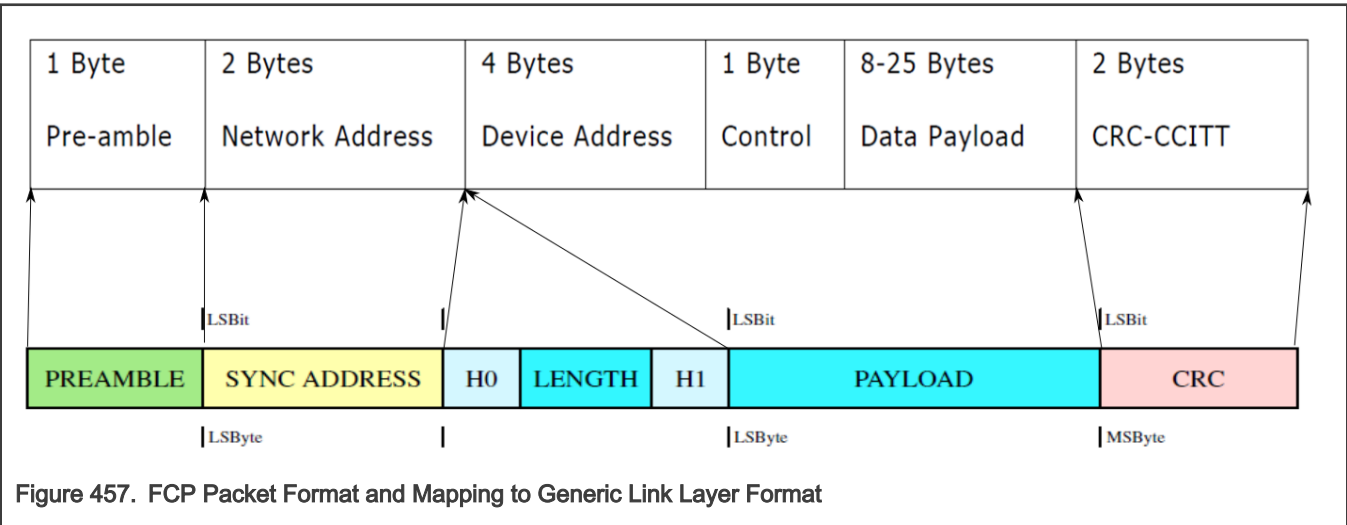 1 Byte 2 Bytes 4 Bytes 1 Byte 8-25 Bytes 2 Bytes
Pre-amble Network Address Device Address Control Data Payload CRC-CCITT
LSBit LSBit LSBit
PREAMBLE SYNC ADDRESS H0 LENGTH H1 PAYLOAD CRC
LSByte LSByte MSByte
Figure 457. FCP Packet Format and Mapping to Generic Link Layer Format